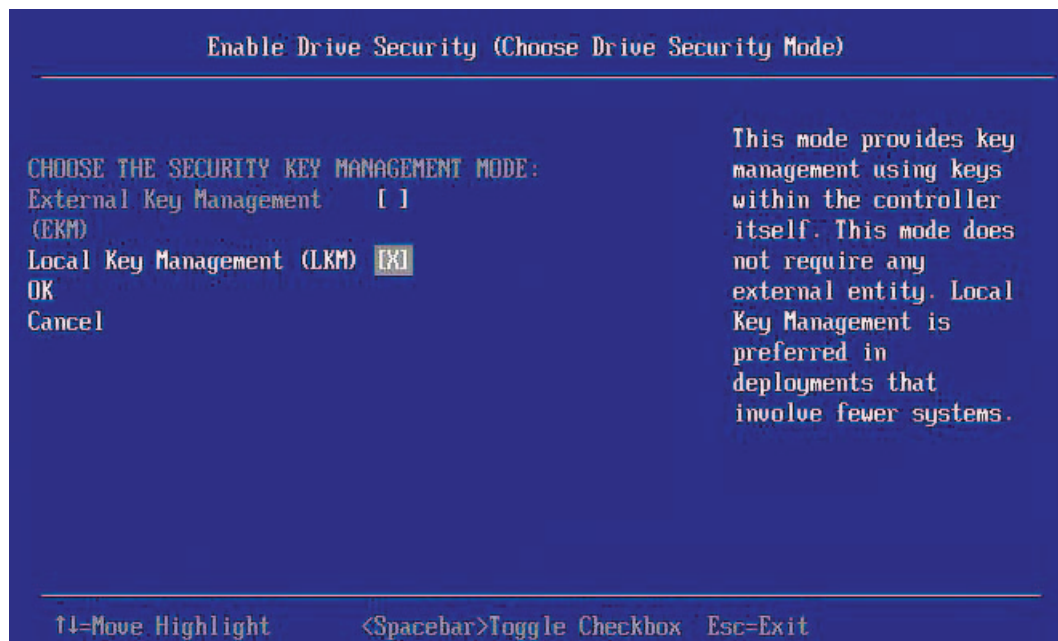 Enable Drive Security (Choose Drive Security Mode)
CHOOSE THE SECURITY KEY MANAGEMENT MODE:
External Key Management [ ]
(EKM)
Local Key Management (LKM) [X]
OK
Cancel
This mode provides key
management using keys
within the controller
itself. This mode does
not require any
external entity. Local
Key Management is
preferred in
deployments that
involve fewer systems.
↑↓=Move Highlight <Spacebar>Toggle Checkbox Esc=Exit